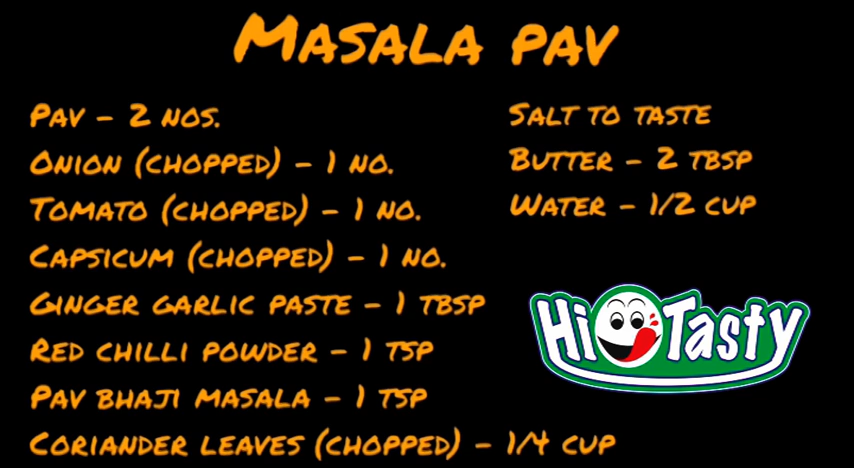 Masala pav
Pav - 2 nos.
Onion (chopped) - 1 no.
Tomato (chopped) - 1 no.
Capsicum (chopped) - 1 no.
Ginger garlic paste - 1 tbsp
Red chilli powder - 1 tsp
Pav bhaji masala - 1 tsp
Coriander leaves (chopped) - 1/4 cup
Salt to taste
Butter - 2 tbsp
Water - 1/2 cup
Hi Tasty